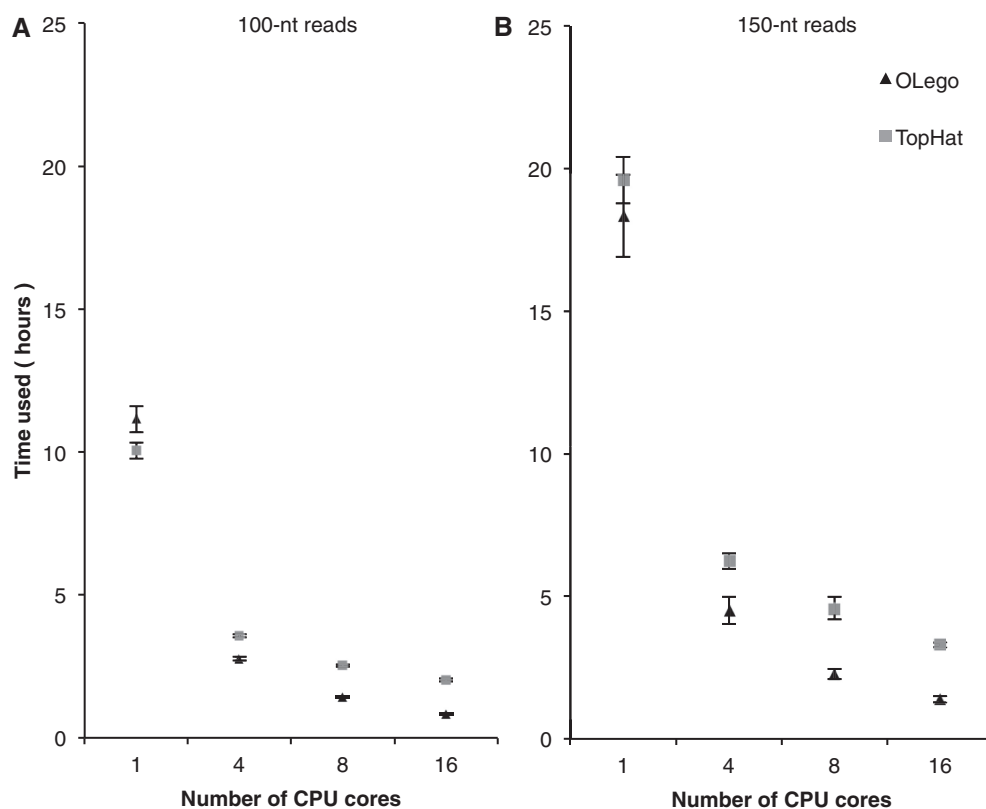 A
100-nt reads
25
20
15
10
5
0
Time used ( hours )
1 4 8 16
Number of CPU cores
B
150-nt reads
25
20
15
10
5
0
OLego
TopHat
1 4 8 16
Number of CPU cores